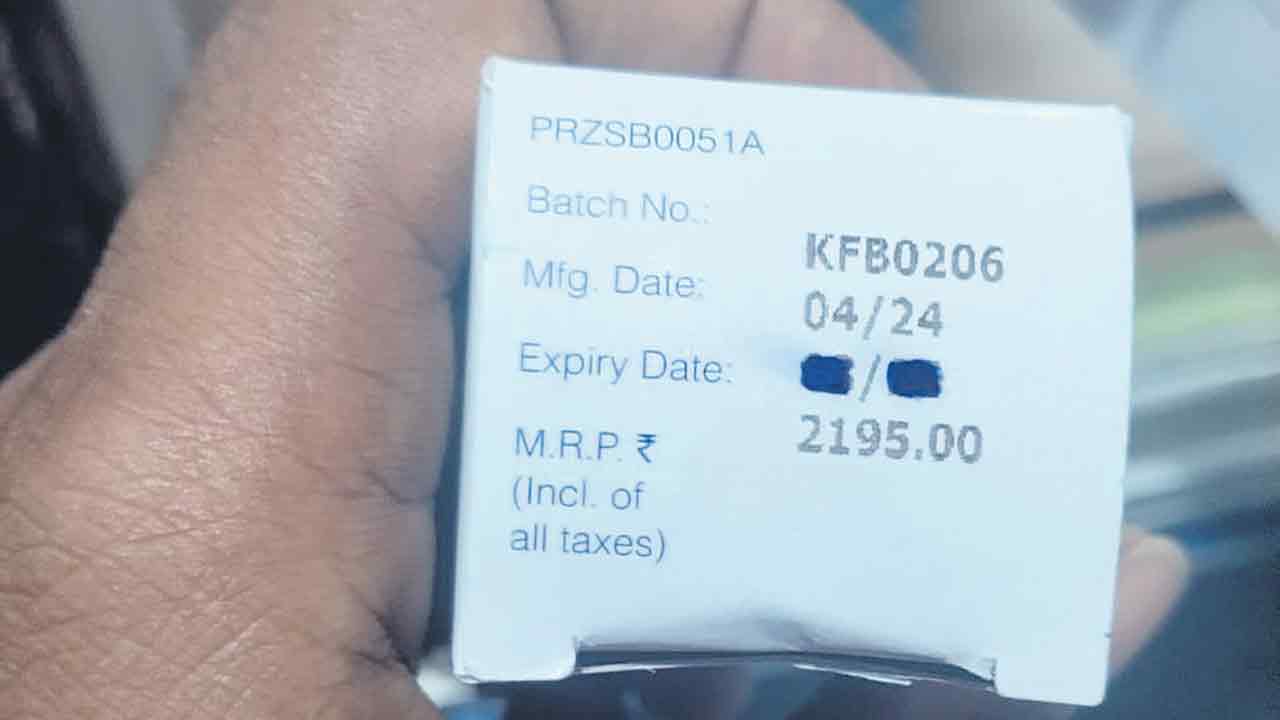 PRZSB0051A
Batch No.:
KFB0206
Mfg. Date:
04/24
Expiry Date:
/
M.R.P. ₹
2195.00
(Incl. of
all taxes)